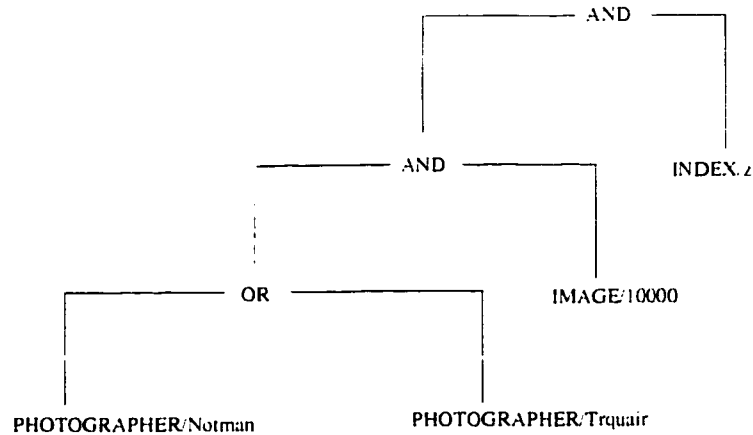 AND
AND
INDEX/z
OR
IMAGE/10000
PHOTOGRAPHER/Notman
PHOTOGRAPHER/Trquair